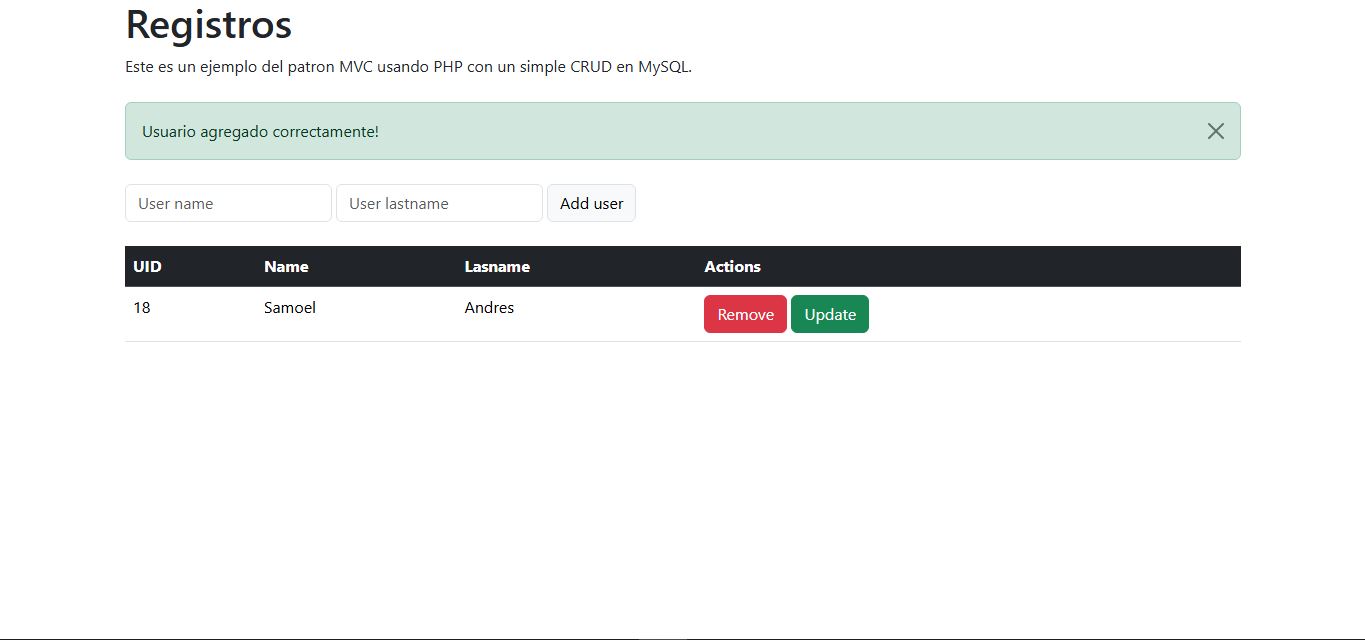 Registros
Este es un ejemplo del patron MVC usando PHP con un simple CRUD en MySQL.
Usuario agregado correctamente!
User name User lastname Add user
UID Name Lasname Actions
18 Samoel Andres Remove Update